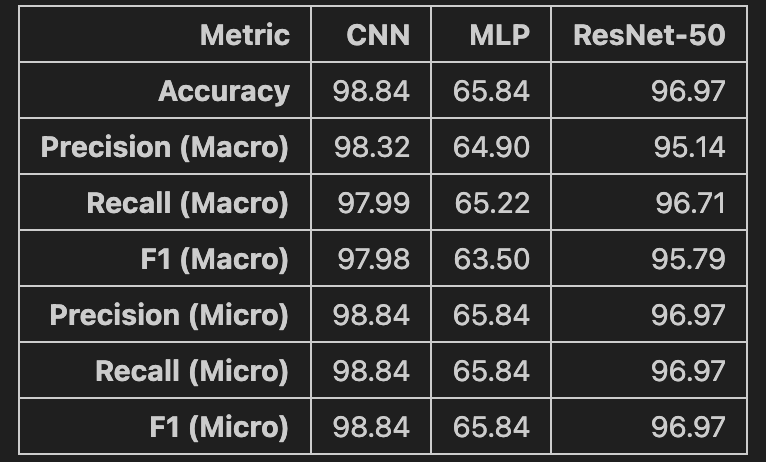 Metric CNN MLP ResNet-50
Accuracy 98.84 65.84 96.97
Precision (Macro) 98.32 64.90 95.14
Recall (Macro) 97.99 65.22 96.71
F1 (Macro) 97.98 63.50 95.79
Precision (Micro) 98.84 65.84 96.97
Recall (Micro) 98.84 65.84 96.97
F1 (Micro) 98.84 65.84 96.97